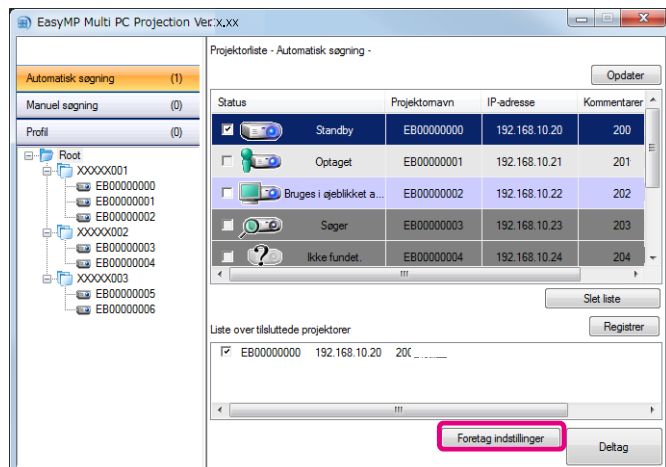 EasyMP Multi PC Projection Ver.x.xx
Projektorliste - Automatisk søgning -
Automatisk søgning (1)
Manuel søgning (0)
Profil (0)
Root
XXXXX001
EB00000000
EB00000001
EB00000002
XXXXX002
EB00000003
EB00000004
XXXXX003
EB00000005
EB00000006
Opdater
Status Projektornavn IP-adresse Kommentarer
Standby EB00000000 192.168.10.20 200
Optaget EB00000001 192.168.10.21 201
Bruges i øjeblikket a... EB00000002 192.168.10.22 202
Søger EB00000003 192.168.10.23 203
Ikke fundet. EB00000004 192.168.10.24 204
Slet liste
Liste over tilsluttede projektorer
Registrer
EB00000000 192.168.10.20
Foretag indstillinger
Deltag